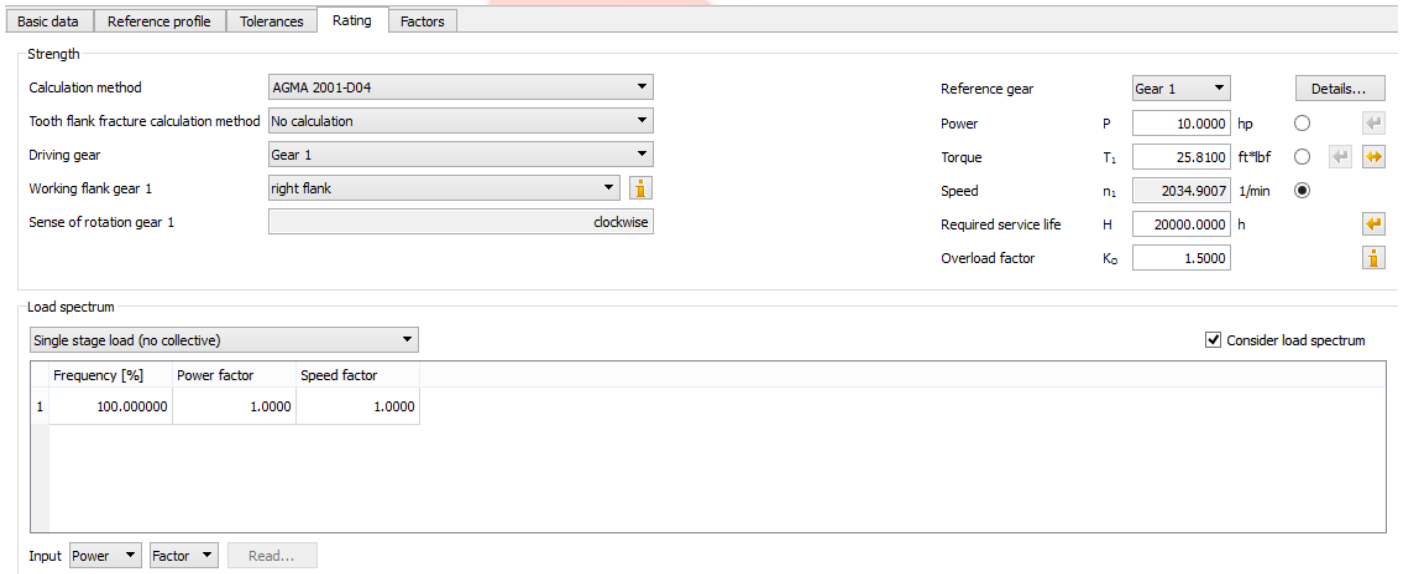 Basic data Reference profile Tolerances Rating Factors
Strength
Calculation method AGMA 2001-D04 Reference gear Gear 1 Details...
Tooth flank fracture calculation method No calculation Power P 10.0000 hp
Driving gear Gear 1 Torque T₁ 25.8100 ft*lbf
Working flank gear 1 right flank Speed n₁ 2034.9007 1/min
Sense of rotation gear 1 clockwise Required service life H 20000.0000 h
Overload factor Kₒ 1.5000
Load spectrum
Single stage load (no collective) Consider load spectrum
Frequency [%] Power factor Speed factor
1 100.000000 1.0000 1.0000
Input Power Factor Read...